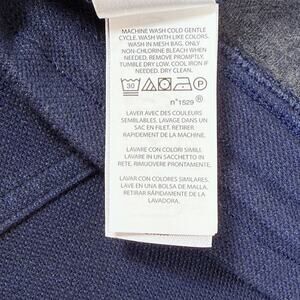 MACHINE WASH COLD GENTLE
CYCLE. WASH WITH LIKE COLORS.
WASH IN MESH BAG. ONLY
NON-CHLORINE BLEACH WHEN
NEEDED. REMOVE PROMPTLY.
TUMBLE DRY LOW. COOL IRON IF
NEEDED. DRY CLEAN.
30 P
n°1529 ®
LAVER AVEC DES COULEURS
SEMBLABLES. LAVAGE DANS UN
SAC EN FILET. RETIRER
RAPIDEMENT DE LA MACHINE.
LAVARE CON COLORI SIMILI.
LAVARE IN UN SACCHETTO IN
RETE. RIMUOVERE PRONTAMENTE.
LAVAR CON COLORES SIMILARES.
LAVE EN UNA BOLSA DE MALLA.
RETIRAR RÁPIDAMENTE DE LA
LAVADORA.